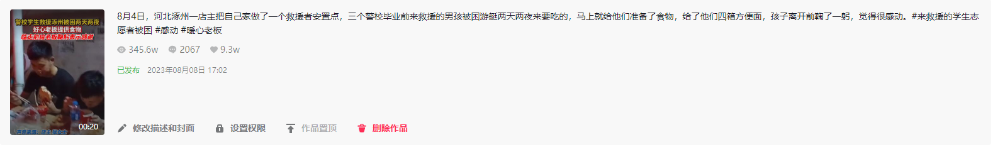 警校学生救援涿州被困两天两夜
好心老板提供食物
临走前给老板鞠躬表示感谢
00:20
8月4日，河北涿州一店主把自己家做了一个救援者安置点，三个警校毕业前来救援的男孩被困游艇两天两夜来要吃的，马上就给他们准备了食物，给了他们四箱方便面，孩子离开前鞠了一躬，觉得很感动。#来救援的学生志
愿者被困 #感动 #暖心老板
345.6w 2067 9.3w
已发布 2023年08月08日 17:02
修改描述和封面 设置权限 作品置顶 删除作品